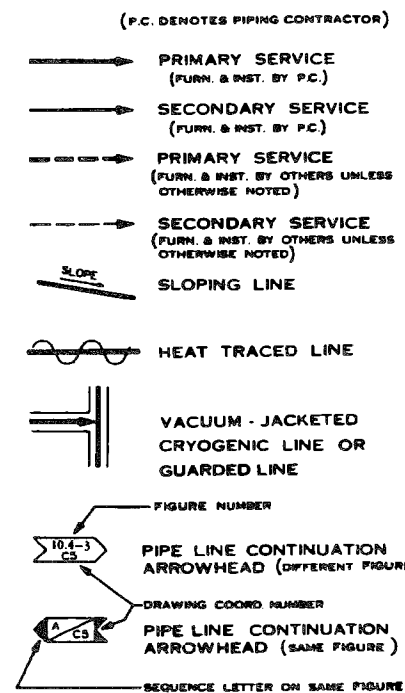 (P.C. DENOTES PIPING CONTRACTOR)
PRIMARY SERVICE
(FURN. & INST. BY P.C.)
SECONDARY SERVICE
(FURN. & INST. BY P.C.)
PRIMARY SERVICE
(FURN. & INST. BY OTHERS UNLESS
OTHERWISE NOTED)
SECONDARY SERVICE
(FURN. & INST. BY OTHERS UNLESS
OTHERWISE NOTED)
SLOPE
SLOPING LINE
HEAT TRACED LINE
VACUUM - JACKETED
CRYOGENIC LINE OR
GUARDED LINE
FIGURE NUMBER
10.4-3
C5
PIPE LINE CONTINUATION
ARROWHEAD (DIFFERENT FIGUR
DRAWING COORD. NUMBER
A
C5
PIPE LINE CONTINUATION
ARROWHEAD (SAME FIGURE)
SEQUENCE LETTER ON SAME FIGURE